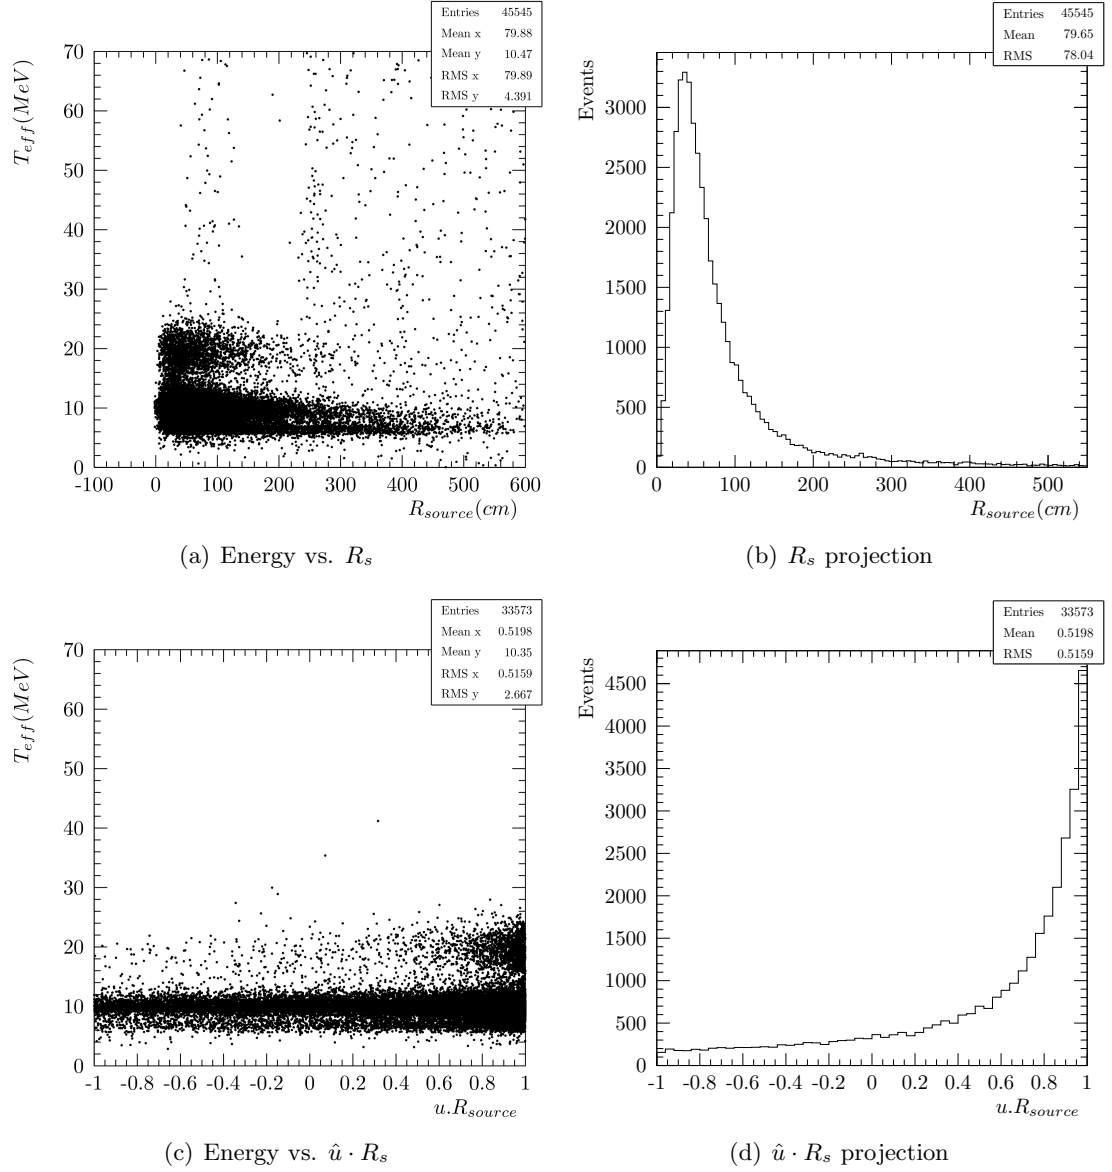 Entries 45545
Mean x 79.88
Mean y 10.47
RMS x 79.89
RMS y 4.391
T_eff(MeV)
70
60
50
40
30
20
10
0
-100 0 100 200 300 400 500 600
R_source(cm)
(a) Energy vs. R_s
Entries 45545
Mean 79.65
RMS 78.04
Events
3000
2500
2000
1500
1000
500
0
0 100 200 300 400 500
R_source(cm)
(b) R_s projection
Entries 33573
Mean x 0.5198
Mean y 10.35
RMS x 0.5159
RMS y 2.667
T_eff(MeV)
70
60
50
40
30
20
10
0
-1 -0.8 -0.6 -0.4 -0.2 0 0.2 0.4 0.6 0.8 1
u.R_source
(c) Energy vs. û · R_s
Entries 33573
Mean 0.5198
RMS 0.5159
Events
4500
4000
3500
3000
2500
2000
1500
1000
500
0
-1 -0.8 -0.6 -0.4 -0.2 0 0.2 0.4 0.6 0.8 1
u.R_source
(d) û · R_s projection